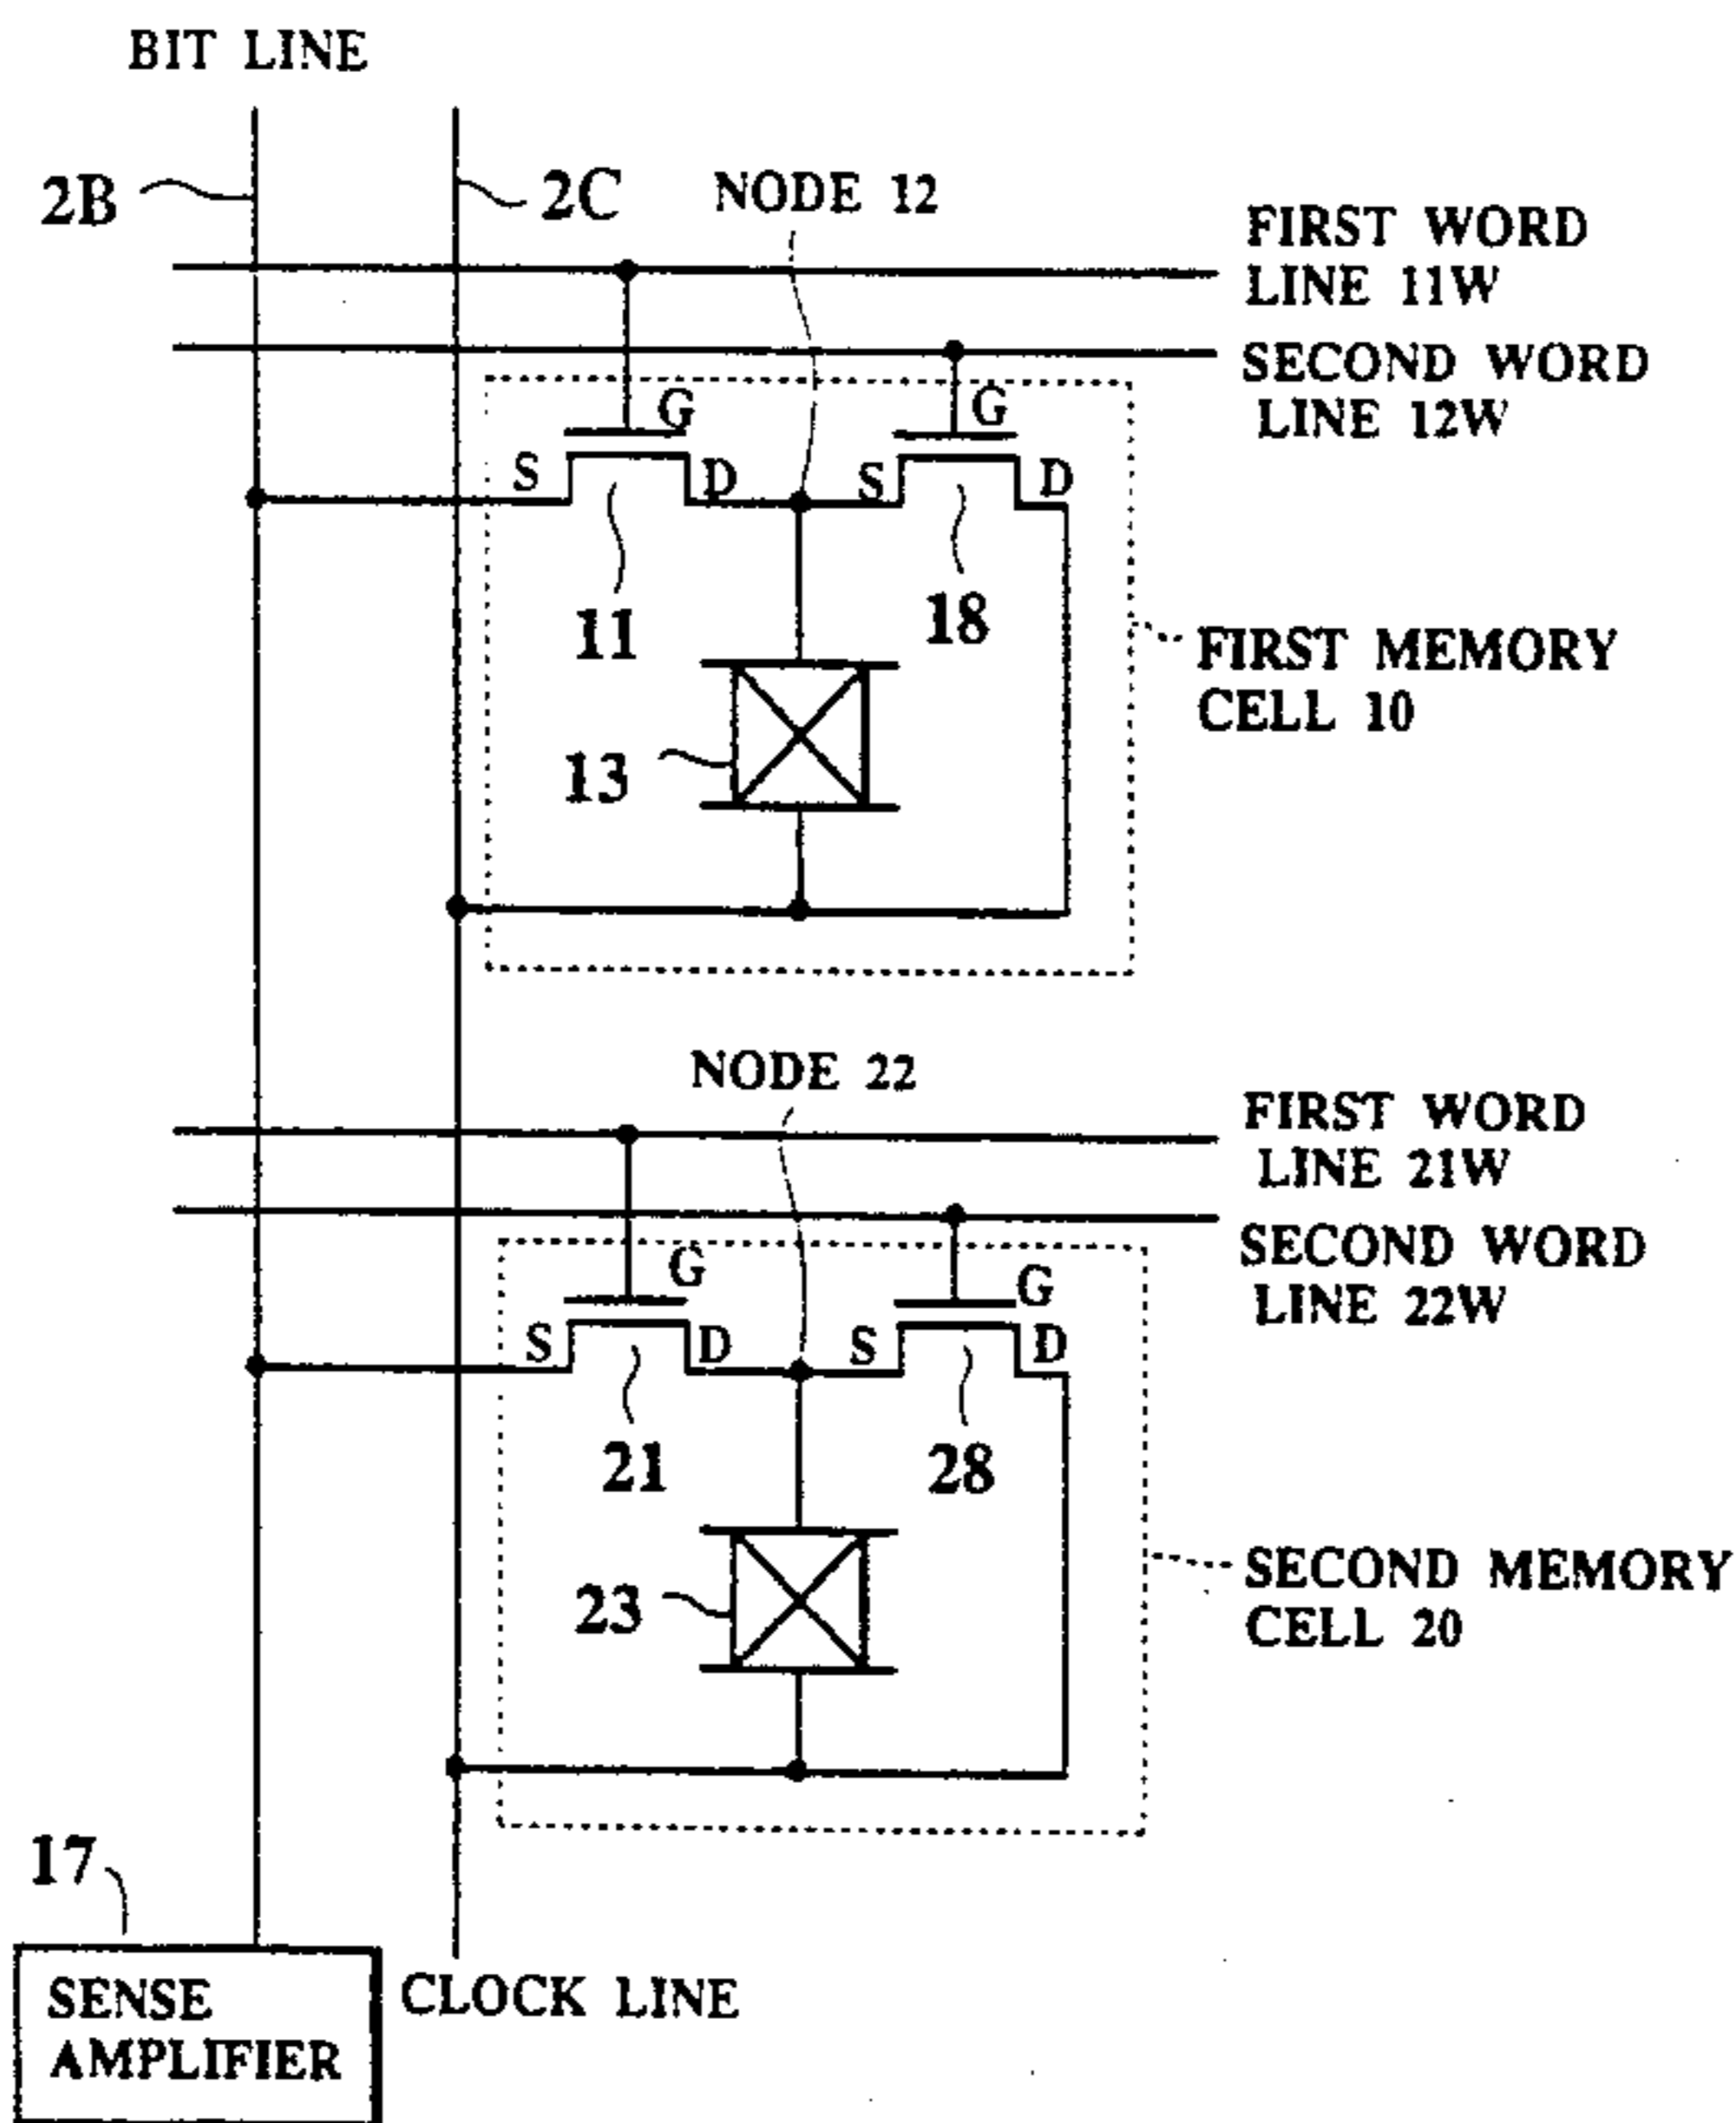 BIT LINE
2B
2C
NODE 12
FIRST WORD
LINE 11W
SECOND WORD
LINE 12W
G
G
S
D
S
D
11
18
FIRST MEMORY
CELL 10
13
NODE 22
FIRST WORD
LINE 21W
SECOND WORD
LINE 22W
G
G
S
D
S
D
21
28
SECOND MEMORY
CELL 20
23
17
SENSE
AMPLIFIER
CLOCK LINE